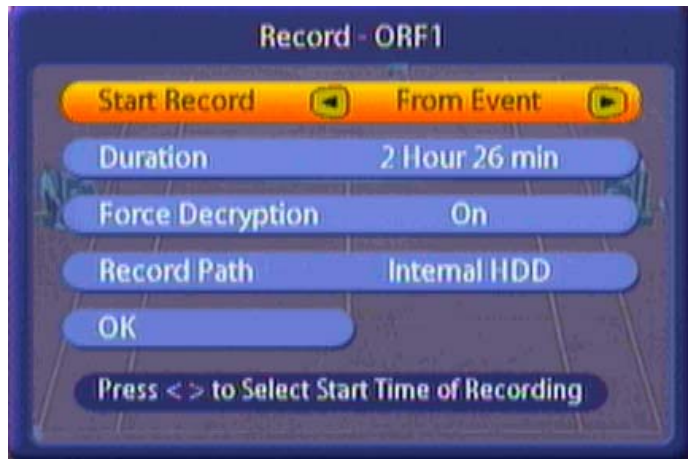 Record - ORF1
Start Record From Event
Duration 2 Hour 26 min
Force Decryption On
Record Path Internal HDD
OK
Press < > to Select Start Time of Recording